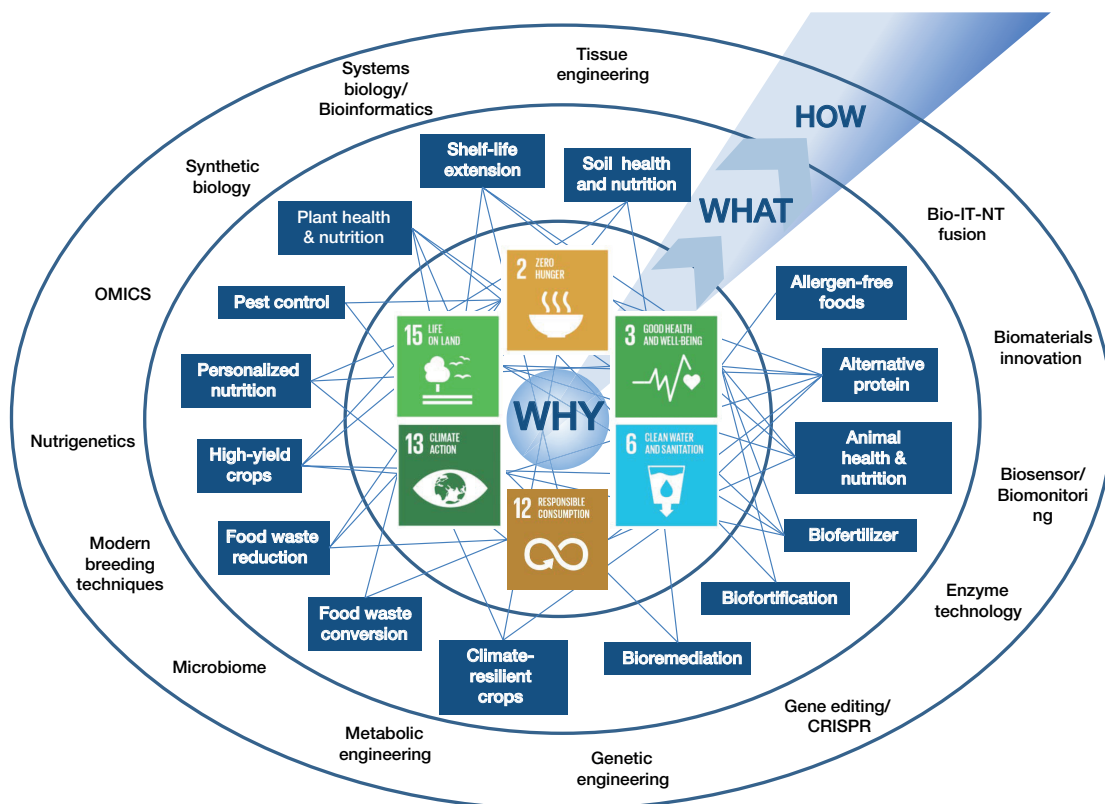 Tissue
engineering
Systems
biology/
Bioinformatics
HOW
Shelf-life
extension
Soil health
and nutrition
Synthetic
biology
WHAT
Plant health
& nutrition
Bio-IT-NT
fusion
2 ZERO
HUNGER
Allergen-free
foods
OMICS
Pest control
15 LIFE
ON LAND
3 GOOD HEALTH
AND WELL-BEING
Biomaterials
innovation
Personalized
nutrition
Alternative
protein
WHY
Nutrigenetics
High-yield
crops
13 CLIMATE
ACTION
6 CLEAN WATER
AND SANITATION
Animal
health &
nutrition
Biosensor/
Biomonitori
ng
12 RESPONSIBLE
CONSUMPTION
Modern
breeding
techniques
Food waste
reduction
Biofertilizer
Biofortification
Enzyme
technology
Food waste
conversion
Climate-
resilient
crops
Bioremediation
Microbiome
Gene editing/
CRISPR
Metabolic
engineering
Genetic
engineering